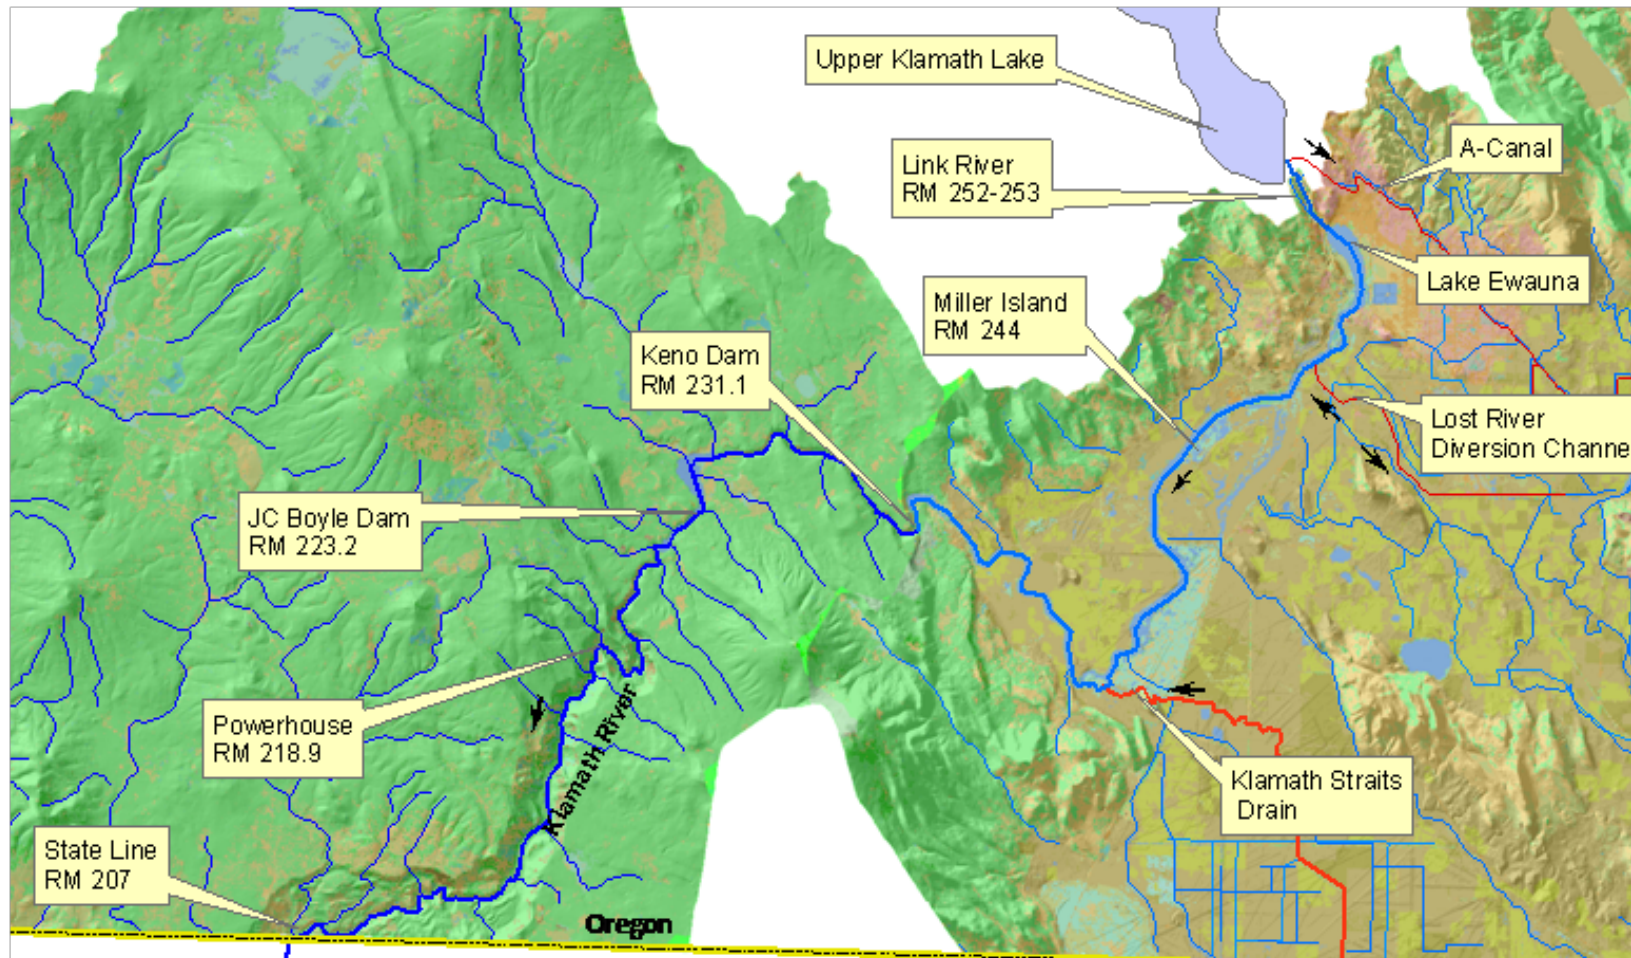 Upper Klamath Lake
A-Canal
Link River
RM 252-253
Lake Ewauna
Miller Island
RM 244
Keno Dam
RM 231.1
Lost River
Diversion Channe
JC Boyle Dam
RM 223.2
Powerhouse
RM 218.9
Klamath River
Klamath Straits
Drain
State Line
RM 207
Oregon